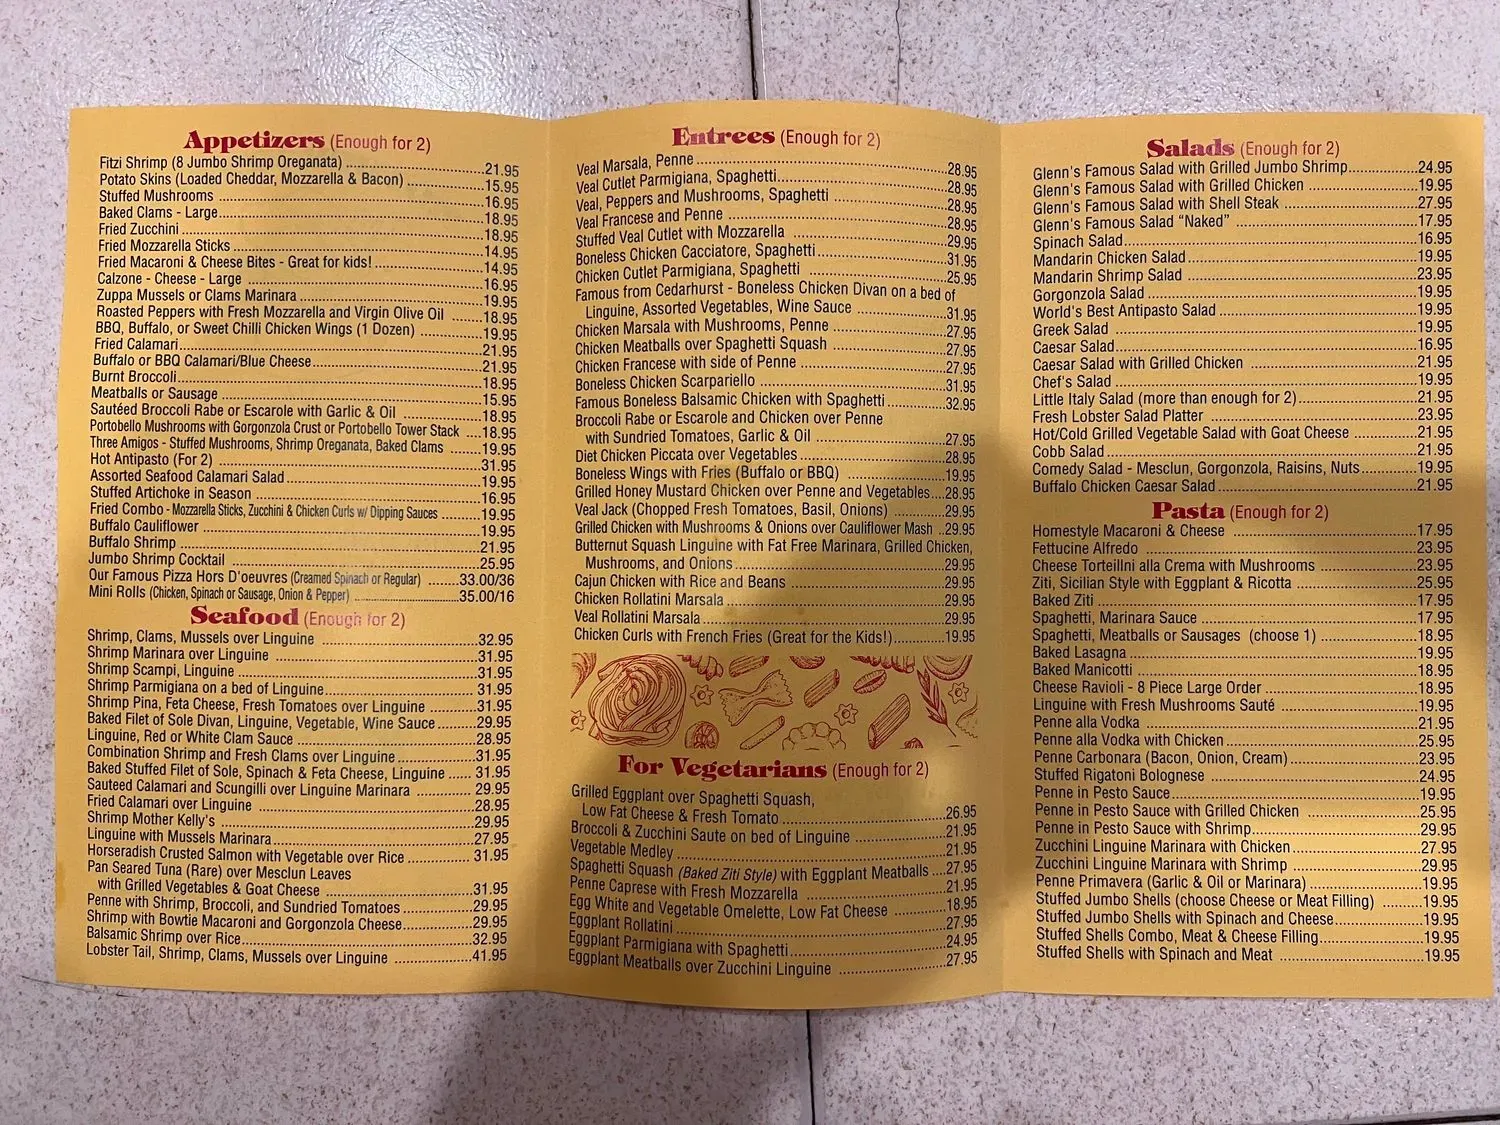 Appetizers (Enough for 2)
Fitzi Shrimp (8 Jumbo Shrimp Oreganata) 21.95
Potato Skins (Loaded Cheddar, Mozzarella & Bacon) 15.95
Stuffed Mushrooms 16.95
Baked Clams - Large 18.95
Fried Zucchini 18.95
Fried Mozzarella Sticks 14.95
Fried Macaroni & Cheese Bites - Great for kids! 14.95
Calzone - Cheese - Large 16.95
Zuppa Mussels or Clams Marinara 19.95
Roasted Peppers with Fresh Mozzarella and Virgin Olive Oil 18.95
BBQ, Buffalo, or Sweet Chilli Chicken Wings (1 Dozen) 19.95
Fried Calamari 21.95
Buffalo or BBQ Calamari/Blue Cheese 21.95
Burnt Broccoli 18.95
Meatballs or Sausage 15.95
Sautéed Broccoli Rabe or Escarole with Garlic & Oil 18.95
Portobello Mushrooms with Gorgonzola Crust or Portobello Tower Stack 18.95
Three Amigos - Stuffed Mushrooms, Shrimp Oreganata, Baked Clams 19.95
Hot Antipasto (For 2) 31.95
Assorted Seafood Calamari Salad 19.95
Stuffed Artichoke in Season 16.95
Fried Combo - Mozzarella Sticks, Zucchini & Chicken Curls w/ Dipping Sauces 19.95
Buffalo Cauliflower 19.95
Buffalo Shrimp 21.95
Jumbo Shrimp Cocktail 25.95
Our Famous Pizza Hors D'oeuvres (Creamed Spinach or Regular) 33.00/36
Mini Rolls (Chicken, Spinach or Sausage, Onion & Pepper) 35.00/16
Seafood (Enough for 2)
Shrimp, Clams, Mussels over Linguine 32.95
Shrimp Marinara over Linguine 31.95
Shrimp Scampi, Linguine 31.95
Shrimp Parmigiana on a bed of Linguine 31.95
Shrimp Pina, Feta Cheese, Fresh Tomatoes over Linguine 31.95
Baked Filet of Sole Divan, Linguine, Vegetable, Wine Sauce 29.95
Linguine, Red or White Clam Sauce 28.95
Combination Shrimp and Fresh Clams over Linguine 31.95
Baked Stuffed Filet of Sole, Spinach & Feta Cheese, Linguine 31.95
Sauteed Calamari and Scungilli over Linguine Marinara 29.95
Fried Calamari over Linguine 28.95
Shrimp Mother Kelly's 29.95
Linguine with Mussels Marinara 27.95
Horseradish Crusted Salmon with Vegetable over Rice 31.95
Pan Seared Tuna (Rare) over Mesclun Leaves
with Grilled Vegetables & Goat Cheese 31.95
Penne with Shrimp, Broccoli, and Sundried Tomatoes 29.95
Shrimp with Bowtie Macaroni and Gorgonzola Cheese 29.95
Balsamic Shrimp over Rice 32.95
Lobster Tail, Shrimp, Clams, Mussels over Linguine 41.95
Entrees (Enough for 2)
Veal Marsala, Penne 28.95
Veal Cutlet Parmigiana, Spaghetti 28.95
Veal, Peppers and Mushrooms, Spaghetti 28.95
Veal Francese and Penne 28.95
Stuffed Veal Cutlet with Mozzarella 29.95
Boneless Chicken Cacciatore, Spaghetti 31.95
Chicken Cutlet Parmigiana, Spaghetti 25.95
Famous from Cedarhurst - Boneless Chicken Divan on a bed of
Linguine, Assorted Vegetables, Wine Sauce 31.95
Chicken Marsala with Mushrooms, Penne 27.95
Chicken Meatballs over Spaghetti Squash 27.95
Chicken Francese with side of Penne 27.95
Boneless Chicken Scarpariello 31.95
Famous Boneless Balsamic Chicken with Spaghetti 32.95
Broccoli Rabe or Escarole and Chicken over Penne
with Sundried Tomatoes, Garlic & Oil 27.95
Diet Chicken Piccata over Vegetables 28.95
Boneless Wings with Fries (Buffalo or BBQ) 19.95
Grilled Honey Mustard Chicken over Penne and Vegetables 28.95
Veal Jack (Chopped Fresh Tomatoes, Basil, Onions) 29.95
Grilled Chicken with Mushrooms & Onions over Cauliflower Mash 29.95
Butternut Squash Linguine with Fat Free Marinara, Grilled Chicken,
Mushrooms, and Onions 29.95
Cajun Chicken with Rice and Beans 29.95
Chicken Rollatini Marsala 29.95
Veal Rollatini Marsala 29.95
Chicken Curls with French Fries (Great for the Kids!) 19.95
For Vegetarians (Enough for 2)
Grilled Eggplant over Spaghetti Squash,
Low Fat Cheese & Fresh Tomato 26.95
Broccoli & Zucchini Saute on bed of Linguine 21.95
Vegetable Medley 21.95
Spaghetti Squash (Baked Ziti Style) with Eggplant Meatballs 27.95
Penne Caprese with Fresh Mozzarella 21.95
Egg White and Vegetable Omelette, Low Fat Cheese 18.95
Eggplant Rollatini 27.95
Eggplant Parmigiana with Spaghetti 24.95
Eggplant Meatballs over Zucchini Linguine 27.95
Salads (Enough for 2)
Glenn's Famous Salad with Grilled Jumbo Shrimp 24.95
Glenn's Famous Salad with Grilled Chicken 19.95
Glenn's Famous Salad with Shell Steak 27.95
Glenn's Famous Salad “Naked” 17.95
Spinach Salad 16.95
Mandarin Chicken Salad 19.95
Mandarin Shrimp Salad 23.95
Gorgonzola Salad 19.95
World's Best Antipasto Salad 19.95
Greek Salad 19.95
Caesar Salad 16.95
Caesar Salad with Grilled Chicken 21.95
Chef's Salad 19.95
Little Italy Salad (more than enough for 2) 21.95
Fresh Lobster Salad Platter 23.95
Hot/Cold Grilled Vegetable Salad with Goat Cheese 21.95
Cobb Salad 21.95
Comedy Salad - Mesclun, Gorgonzola, Raisins, Nuts 19.95
Buffalo Chicken Caesar Salad 21.95
Pasta (Enough for 2)
Homestyle Macaroni & Cheese 17.95
Fettucine Alfredo 23.95
Cheese Torteillni alla Crema with Mushrooms 23.95
Ziti, Sicilian Style with Eggplant & Ricotta 25.95
Baked Ziti 17.95
Spaghetti, Marinara Sauce 17.95
Spaghetti, Meatballs or Sausages (choose 1) 18.95
Baked Lasagna 19.95
Baked Manicotti 18.95
Cheese Ravioli - 8 Piece Large Order 18.95
Linguine with Fresh Mushrooms Sauté 19.95
Penne alla Vodka 21.95
Penne alla Vodka with Chicken 25.95
Penne Carbonara (Bacon, Onion, Cream) 23.95
Stuffed Rigatoni Bolognese 24.95
Penne in Pesto Sauce 19.95
Penne in Pesto Sauce with Grilled Chicken 25.95
Penne in Pesto Sauce with Shrimp 29.95
Zucchini Linguine Marinara with Chicken 27.95
Zucchini Linguine Marinara with Shrimp 29.95
Penne Primavera (Garlic & Oil or Marinara) 19.95
Stuffed Jumbo Shells (choose Cheese or Meat Filling) 19.95
Stuffed Jumbo Shells with Spinach and Cheese 19.95
Stuffed Shells Combo, Meat & Cheese Filling 19.95
Stuffed Shells with Spinach and Meat 19.95